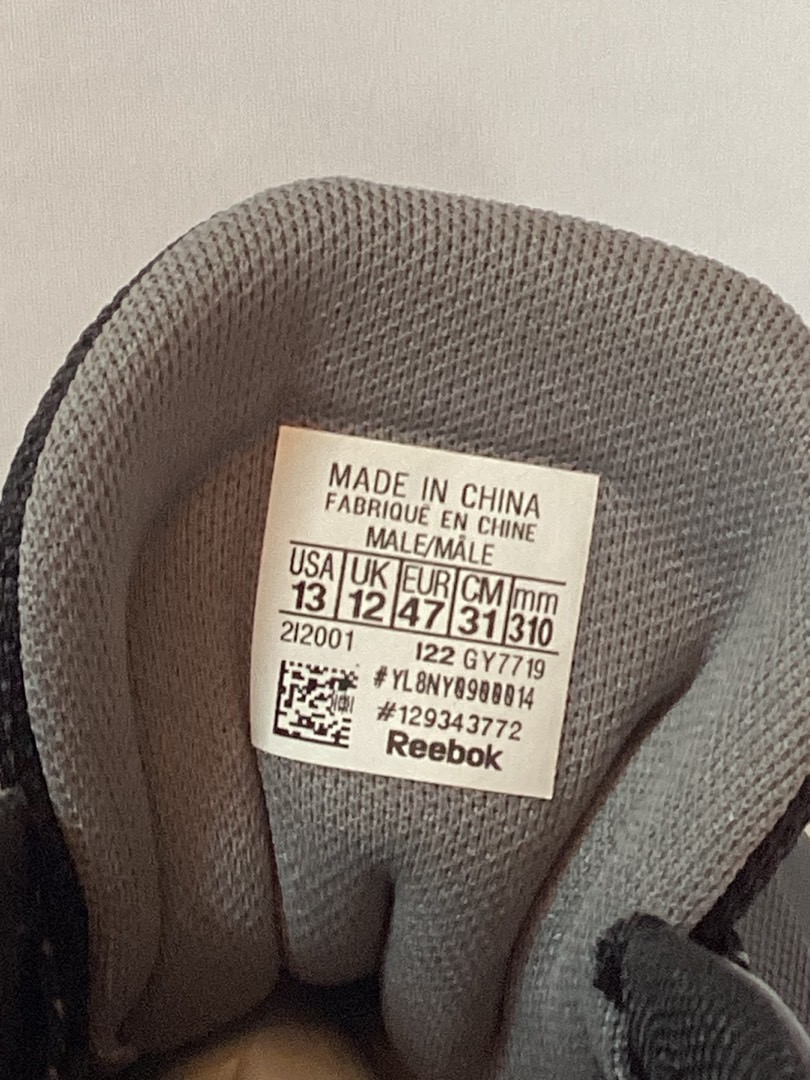 MADE IN CHINA
FABRIQUÉ EN CHINE
MALE/MÂLE
USA UK EUR CM mm
13 12 47 31 310
2I2001 I22 GY7719
#YL8NY0900014
#129343772
Reebok